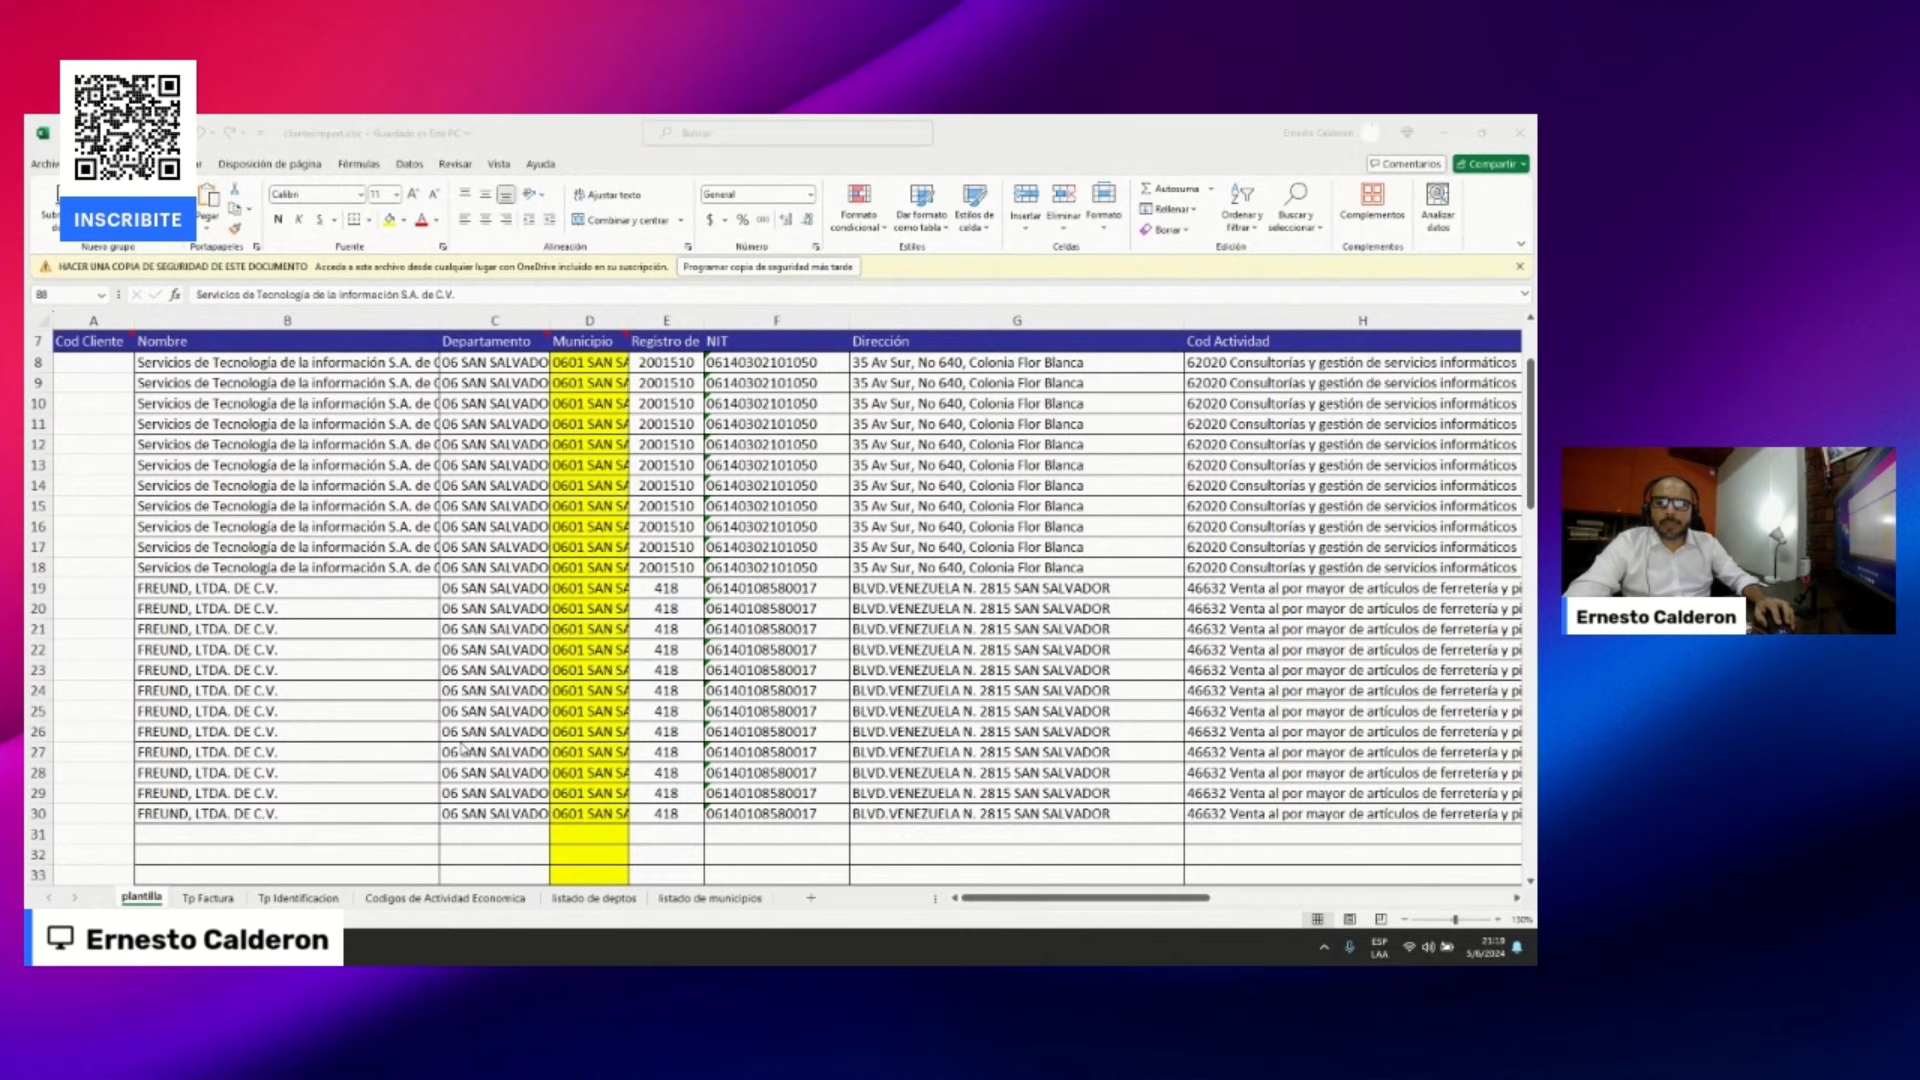 INSCRIBITE
clientesimport.xlsx • Guardado en Este PC
Buscar
Ernesto Calderon
Disposición de página Fórmulas Datos Revisar Vista Ayuda
Comentarios Compartir
Calibri 11
Ajustar texto
General
Pegar
N K S
Combinar y centrar
$ % 000
Formato condicional
Dar formato como tabla
Estilos de celda
Insertar Eliminar Formato
Autosuma
Rellenar
Borrar
Ordenar y filtrar
Buscar y seleccionar
Complementos
Analizar datos
Nuevo grupo Portapapeles Fuente Alineación Número Estilos Celdas Edición Complementos
HACER UNA COPIA DE SEGURIDAD DE ESTE DOCUMENTO Acceda a este archivo desde cualquier lugar con OneDrive incluido en su suscripción. Programar copia de seguridad más tarde
B8 fx Servicios de Tecnología de la información S.A. de C.V.
A B C D E F G H
7 Cod Cliente Nombre Departamento Municipio Registro de NIT Dirección Cod Actividad
8 Servicios de Tecnología de la información S.A. de C 06 SAN SALVADO 0601 SAN SA 2001510 06140302101050 35 Av Sur, No 640, Colonia Flor Blanca 62020 Consultorías y gestión de servicios informáticos
9 Servicios de Tecnología de la información S.A. de C 06 SAN SALVADO 0601 SAN SA 2001510 06140302101050 35 Av Sur, No 640, Colonia Flor Blanca 62020 Consultorías y gestión de servicios informáticos
10 Servicios de Tecnología de la información S.A. de C 06 SAN SALVADO 0601 SAN SA 2001510 06140302101050 35 Av Sur, No 640, Colonia Flor Blanca 62020 Consultorías y gestión de servicios informáticos
11 Servicios de Tecnología de la información S.A. de C 06 SAN SALVADO 0601 SAN SA 2001510 06140302101050 35 Av Sur, No 640, Colonia Flor Blanca 62020 Consultorías y gestión de servicios informáticos
12 Servicios de Tecnología de la información S.A. de C 06 SAN SALVADO 0601 SAN SA 2001510 06140302101050 35 Av Sur, No 640, Colonia Flor Blanca 62020 Consultorías y gestión de servicios informáticos
13 Servicios de Tecnología de la información S.A. de C 06 SAN SALVADO 0601 SAN SA 2001510 06140302101050 35 Av Sur, No 640, Colonia Flor Blanca 62020 Consultorías y gestión de servicios informáticos
14 Servicios de Tecnología de la información S.A. de C 06 SAN SALVADO 0601 SAN SA 2001510 06140302101050 35 Av Sur, No 640, Colonia Flor Blanca 62020 Consultorías y gestión de servicios informáticos
15 Servicios de Tecnología de la información S.A. de C 06 SAN SALVADO 0601 SAN SA 2001510 06140302101050 35 Av Sur, No 640, Colonia Flor Blanca 62020 Consultorías y gestión de servicios informáticos
16 Servicios de Tecnología de la información S.A. de C 06 SAN SALVADO 0601 SAN SA 2001510 06140302101050 35 Av Sur, No 640, Colonia Flor Blanca 62020 Consultorías y gestión de servicios informáticos
17 Servicios de Tecnología de la información S.A. de C 06 SAN SALVADO 0601 SAN SA 2001510 06140302101050 35 Av Sur, No 640, Colonia Flor Blanca 62020 Consultorías y gestión de servicios informáticos
18 Servicios de Tecnología de la información S.A. de C 06 SAN SALVADO 0601 SAN SA 2001510 06140302101050 35 Av Sur, No 640, Colonia Flor Blanca 62020 Consultorías y gestión de servicios informáticos
19 FREUND, LTDA. DE C.V. 06 SAN SALVADO 0601 SAN SA 418 06140108580017 BLVD.VENEZUELA N. 2815 SAN SALVADOR 46632 Venta al por mayor de artículos de ferretería y pi
20 FREUND, LTDA. DE C.V. 06 SAN SALVADO 0601 SAN SA 418 06140108580017 BLVD.VENEZUELA N. 2815 SAN SALVADOR 46632 Venta al por mayor de artículos de ferretería y pi
21 FREUND, LTDA. DE C.V. 06 SAN SALVADO 0601 SAN SA 418 06140108580017 BLVD.VENEZUELA N. 2815 SAN SALVADOR 46632 Venta al por mayor de artículos de ferretería y pi
22 FREUND, LTDA. DE C.V. 06 SAN SALVADO 0601 SAN SA 418 06140108580017 BLVD.VENEZUELA N. 2815 SAN SALVADOR 46632 Venta al por mayor de artículos de ferretería y pi
23 FREUND, LTDA. DE C.V. 06 SAN SALVADO 0601 SAN SA 418 06140108580017 BLVD.VENEZUELA N. 2815 SAN SALVADOR 46632 Venta al por mayor de artículos de ferretería y pi
24 FREUND, LTDA. DE C.V. 06 SAN SALVADO 0601 SAN SA 418 06140108580017 BLVD.VENEZUELA N. 2815 SAN SALVADOR 46632 Venta al por mayor de artículos de ferretería y pi
25 FREUND, LTDA. DE C.V. 06 SAN SALVADO 0601 SAN SA 418 06140108580017 BLVD.VENEZUELA N. 2815 SAN SALVADOR 46632 Venta al por mayor de artículos de ferretería y pi
26 FREUND, LTDA. DE C.V. 06 SAN SALVADO 0601 SAN SA 418 06140108580017 BLVD.VENEZUELA N. 2815 SAN SALVADOR 46632 Venta al por mayor de artículos de ferretería y pi
27 FREUND, LTDA. DE C.V. 06 SAN SALVADO 0601 SAN SA 418 06140108580017 BLVD.VENEZUELA N. 2815 SAN SALVADOR 46632 Venta al por mayor de artículos de ferretería y pi
28 FREUND, LTDA. DE C.V. 06 SAN SALVADO 0601 SAN SA 418 06140108580017 BLVD.VENEZUELA N. 2815 SAN SALVADOR 46632 Venta al por mayor de artículos de ferretería y pi
29 FREUND, LTDA. DE C.V. 06 SAN SALVADO 0601 SAN SA 418 06140108580017 BLVD.VENEZUELA N. 2815 SAN SALVADOR 46632 Venta al por mayor de artículos de ferretería y pi
30 FREUND, LTDA. DE C.V. 06 SAN SALVADO 0601 SAN SA 418 06140108580017 BLVD.VENEZUELA N. 2815 SAN SALVADOR 46632 Venta al por mayor de artículos de ferretería y pi
31
32
33
plantilla Tp Factura Tp Identificacion Codigos de Actividad Economica listado de deptos listado de municipios
130%
Ernesto Calderon
ESP LAA
21:19
5/6/2024
Ernesto Calderon